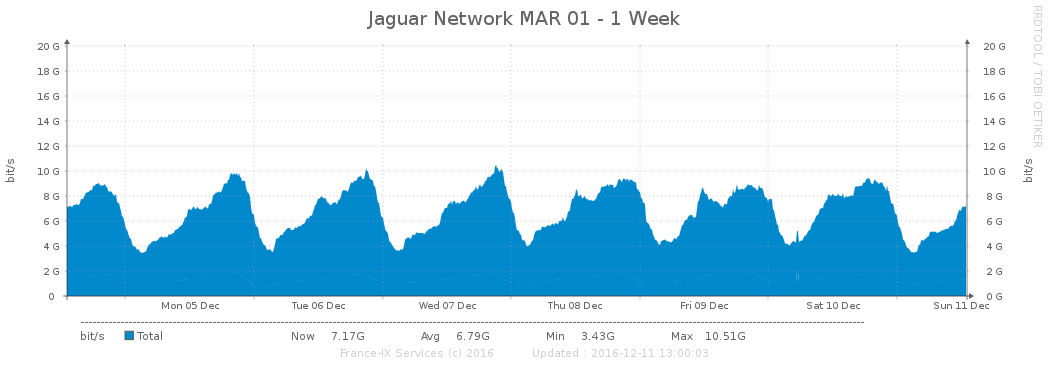 Jaguar Network MAR 01 - 1 Week
RRDTOOL / TOBI OETIKER
bit/s
bit/s
20 G 20 G
18 G 18 G
16 G 16 G
14 G 14 G
12 G 12 G
10 G 10 G
8 G 8 G
6 G 6 G
4 G 4 G
2 G 2 G
0 0 G
Mon 05 Dec Tue 06 Dec Wed 07 Dec Thu 08 Dec Fri 09 Dec Sat 10 Dec Sun 11 Dec
bit/s Total Now 7.17G Avg 6.79G Min 3.43G Max 10.51G
France-IX Services (c) 2016 Updated : 2016-12-11 13:00:03